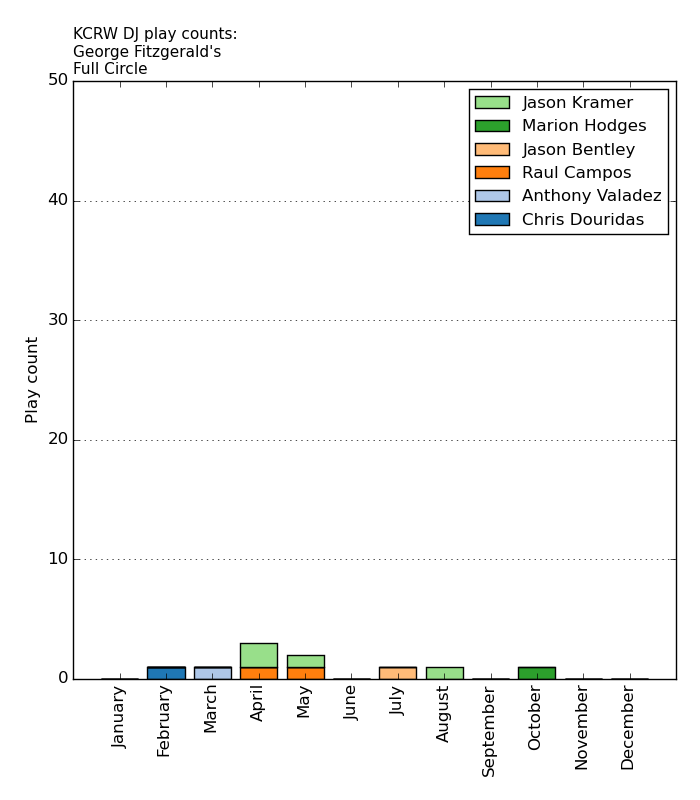 KCRW DJ play counts:
George Fitzgerald's
Full Circle
50
40
30
20
10
0
Play count
Jason Kramer
Marion Hodges
Jason Bentley
Raul Campos
Anthony Valadez
Chris Douridas
January
February
March
April
May
June
July
August
September
October
November
December